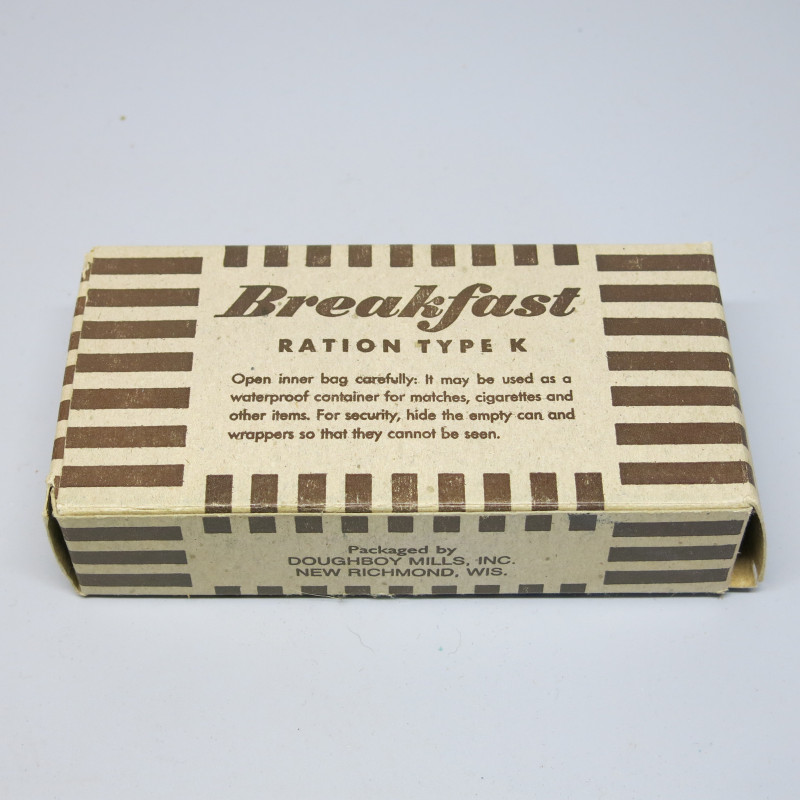 Breakfast
RATION TYPE K
Open inner bag carefully: It may be used as a
waterproof container for matches, cigarettes and
other items. For security, hide the empty can and
wrappers so that they cannot be seen.
Packaged by
DOUGHBOY MILLS, INC.
NEW RICHMOND, WIS.